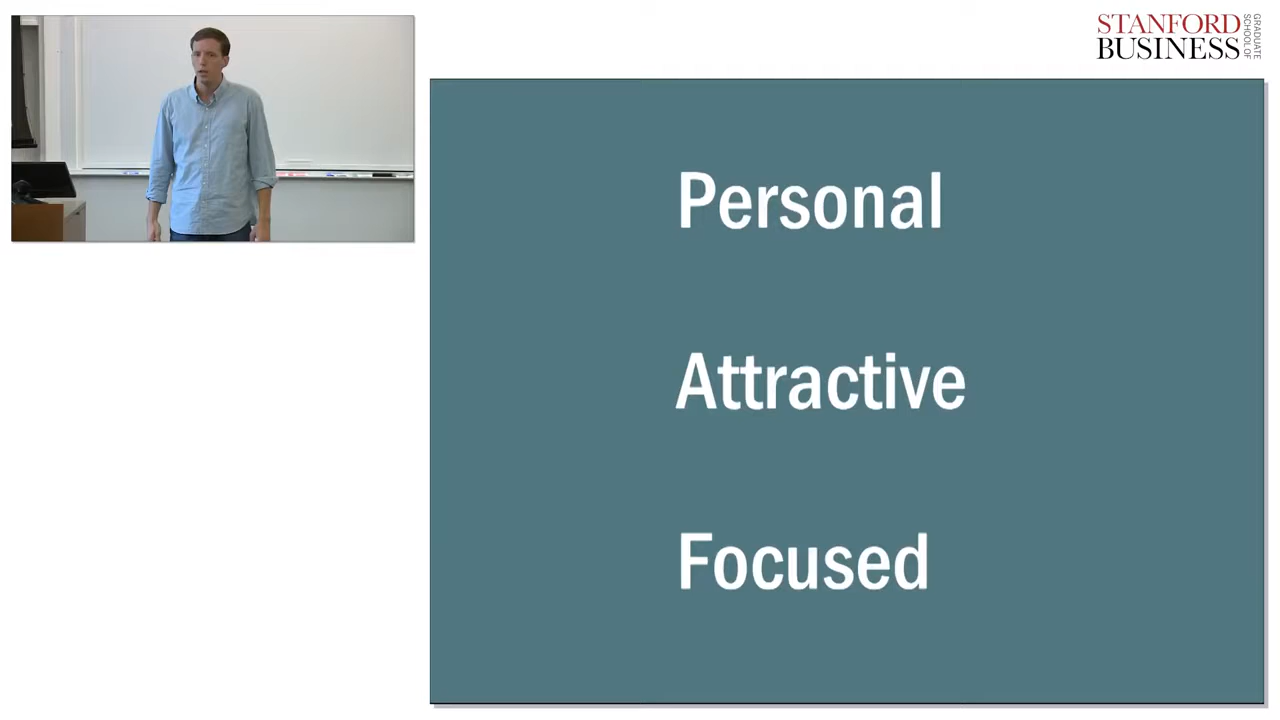 STANFORD
BUSINESS
GRADUATE
SCHOOL OF
Personal
Attractive
Focused